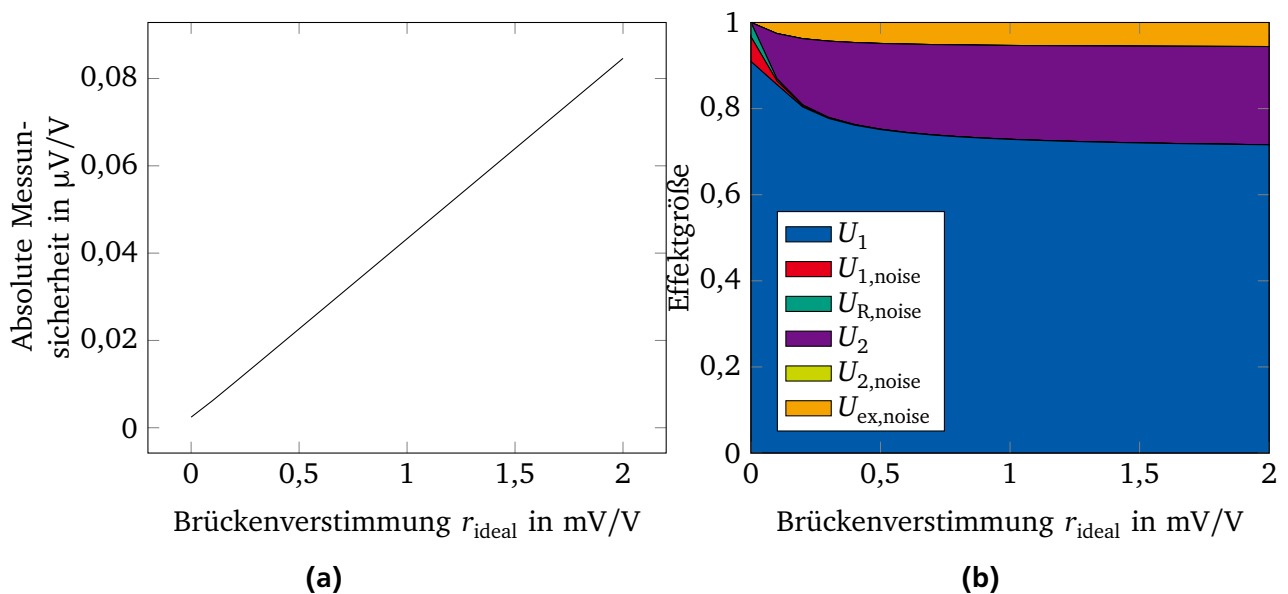 Absolute Messun-
sicherheit in µV/V
0,08
0,06
0,04
0,02
0
0
0,5
1
1,5
2
Brückenverstimmung r_ideal in mV/V
(a)
Effektgröße
1
0,8
0,6
0,4
0,2
0
U_1
U_1,noise
U_R,noise
U_2
U_2,noise
U_ex,noise
0
0,5
1
1,5
2
Brückenverstimmung r_ideal in mV/V
(b)